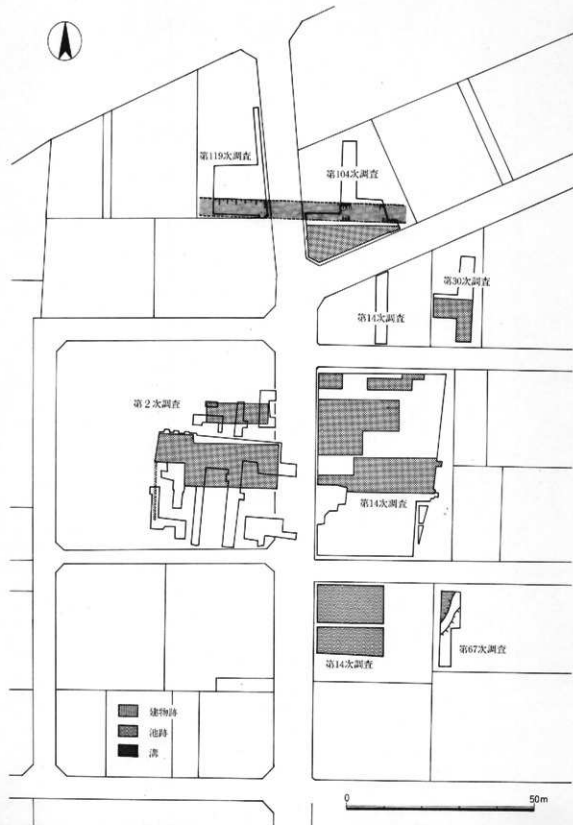 第119次調査
第104次調査
第30次調査
第14次調査
第2次調査
第14次調査
第14次調査
第67次調査
建物跡
池跡
溝
0 50m